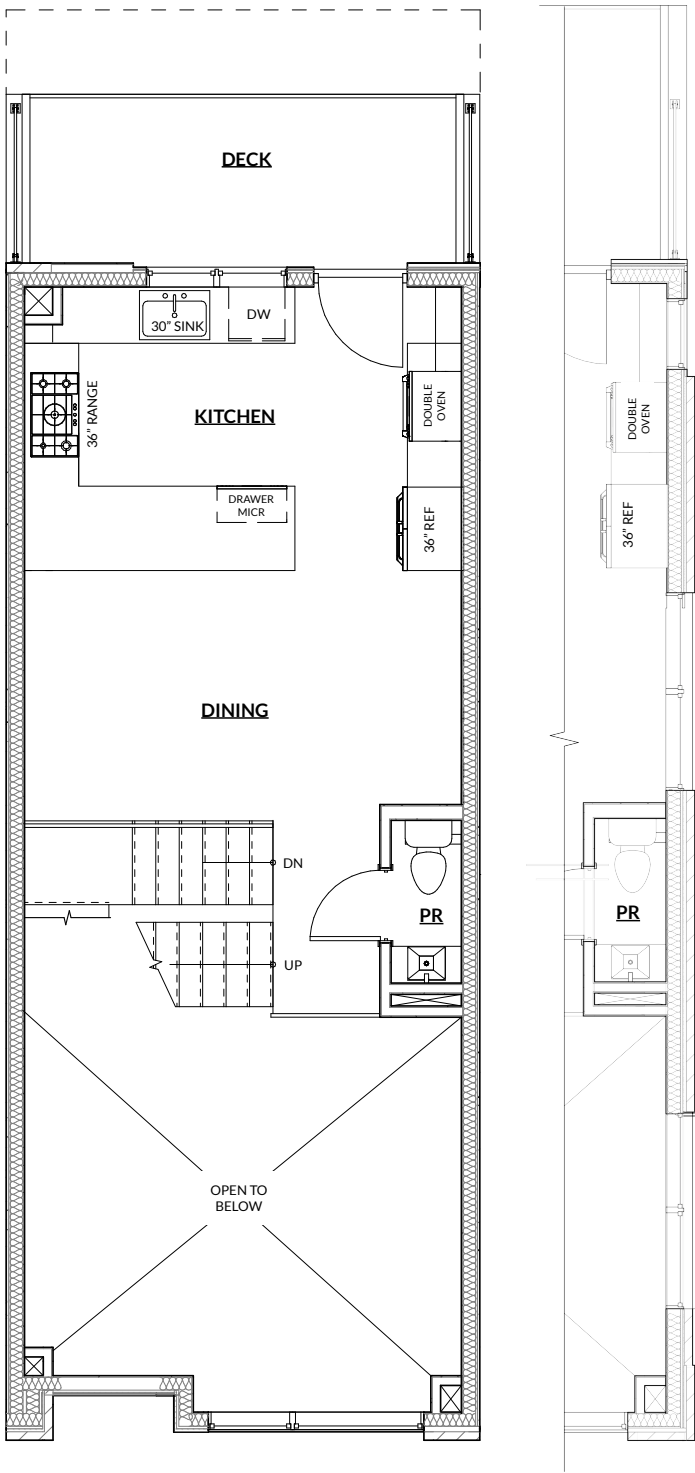 DECK
30" SINK
DW
36" RANGE
KITCHEN
DOUBLE
OVEN
DRAWER
MICR
36" REF
DINING
DN
PR
UP
OPEN TO
BELOW
DOUBLE
OVEN
36" REF
PR